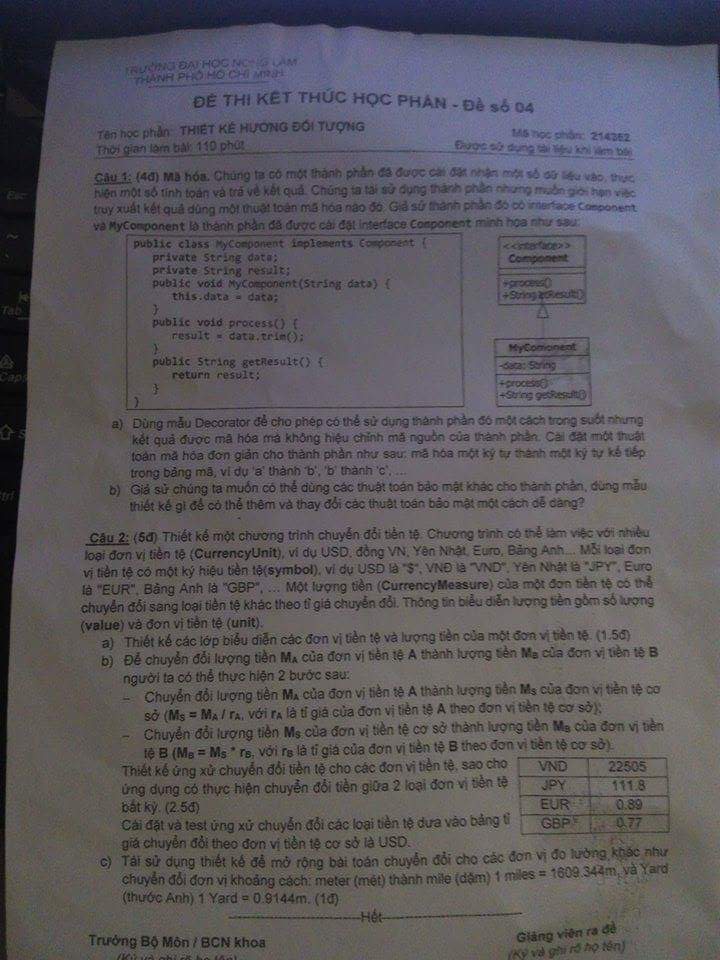 TRƯỜNG ĐẠI HỌC NÔNG LÂM
THÀNH PHỐ HỒ CHÍ MINH
ĐỀ THI KẾT THÚC HỌC PHẦN - Đề số 04
Tên học phần: THIẾT KẾ HƯỚNG ĐỐI TƯỢNG
Mã học phần: 214262
Thời gian làm bài: 110 phút
Được sử dụng tài liệu khi làm bài
Câu 1: (4đ) Mã hóa. Chúng ta có một thành phần đã được cài đặt nhận một số dữ liệu vào, thực
hiện một số tính toán và trả về kết quả. Chúng ta tái sử dụng thành phần nhưng muốn giới hạn việc
truy xuất kết quả dùng một thuật toán mã hóa nào đó. Giả sử thành phần đó có interface Component
và MyComponent là thành phần đã được cài đặt interface Component minh họa như sau:
public class MyComponent implements Component {
private String data;
private String result;
public void MyComponent(String data) {
this.data = data;
}
public void process() {
result = data.trim();
}
public String getResult() {
return result;
}
}
<<interface>>
Component
+process()
+String getResult()
MyComonent
-data: String
+process()
+String getResult()
a) Dùng mẫu Decorator để cho phép có thể sử dụng thành phần đó một cách trong suốt nhưng
kết quả được mã hóa mà không hiệu chỉnh mã nguồn của thành phần. Cài đặt một thuật
toán mã hóa đơn giản cho thành phần như sau: mã hóa một ký tự thành một ký tự kế tiếp
trong bảng mã, ví dụ 'a' thành 'b', 'b' thành 'c', ...
b) Giả sử chúng ta muốn có thể dùng các thuật toán bảo mật khác cho thành phần, dùng mẫu
thiết kế gì để có thể thêm và thay đổi các thuật toán bảo mật một cách dễ dàng?
Câu 2: (5đ) Thiết kế một chương trình chuyển đổi tiền tệ. Chương trình có thể làm việc với nhiều
loại đơn vị tiền tệ (CurrencyUnit), ví dụ USD, đồng VN, Yên Nhật, Euro, Bảng Anh... Mỗi loại đơn
vị tiền tệ có một ký hiệu tiền tệ(symbol), ví dụ USD là "$", VNĐ là "VND", Yên Nhật là "JPY", Euro
là "EUR", Bảng Anh là "GBP", ... Một lượng tiền (CurrencyMeasure) của một đơn tiền tệ có thể
chuyển đổi sang loại tiền tệ khác theo tỉ giá chuyển đổi. Thông tin biểu diễn lượng tiền gồm số lượng
(value) và đơn vị tiền tệ (unit).
a) Thiết kế các lớp biểu diễn các đơn vị tiền tệ và lượng tiền của một đơn vị tiền tệ. (1.5đ)
b) Để chuyển đổi lượng tiền MA của đơn vị tiền tệ A thành lượng tiền MB của đơn vị tiền tệ B
người ta có thể thực hiện 2 bước sau:
– Chuyển đổi lượng tiền MA của đơn vị tiền tệ A thành lượng tiền MS của đơn vị tiền tệ cơ
sở (MS = MA / rA, với rA là tỉ giá của đơn vị tiền tệ A theo đơn vị tiền tệ cơ sở);
– Chuyển đổi lượng tiền MS của đơn vị tiền tệ cơ sở thành lượng tiền MB của đơn vị tiền
tệ B (MB = MS * rB, với rB là tỉ giá của đơn vị tiền tệ B theo đơn vị tiền tệ cơ sở).
Thiết kế ứng xử chuyển đổi tiền tệ cho các đơn vị tiền tệ, sao cho
ứng dụng có thực hiện chuyển đổi tiền giữa 2 loại đơn vị tiền tệ
bất kỳ. (2.5đ)
Cài đặt và test ứng xử chuyển đổi các loại tiền tệ dựa vào bảng tỉ
giá chuyển đổi theo đơn vị tiền tệ cơ sở là USD.
VND 22505
JPY 111.8
EUR 0.89
GBP 0.77
c) Tái sử dụng thiết kế để mở rộng bài toán chuyển đổi cho các đơn vị đo lường khác như
chuyển đổi đơn vị khoảng cách: meter (mét) thành mile (dặm) 1 miles = 1609.344m, và Yard
(thước Anh) 1 Yard = 0.9144m. (1đ)
Hết
Trưởng Bộ Môn / BCN khoa
(Ký và ghi rõ họ tên)
Giảng viên ra đề
(Ký và ghi rõ họ tên)
Esc
Tab
Caps